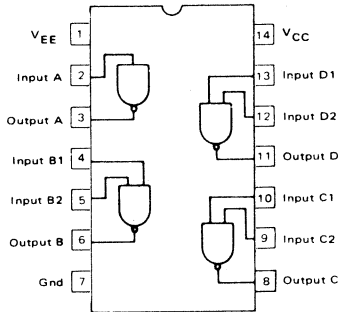 VEE 1 14 VCC
Input A 2 13 Input D1
Output A 3 12 Input D2
Input B1 4 11 Output D
Input B2 5 10 Input C1
Output B 6 9 Input C2
Gnd 7 8 Output C